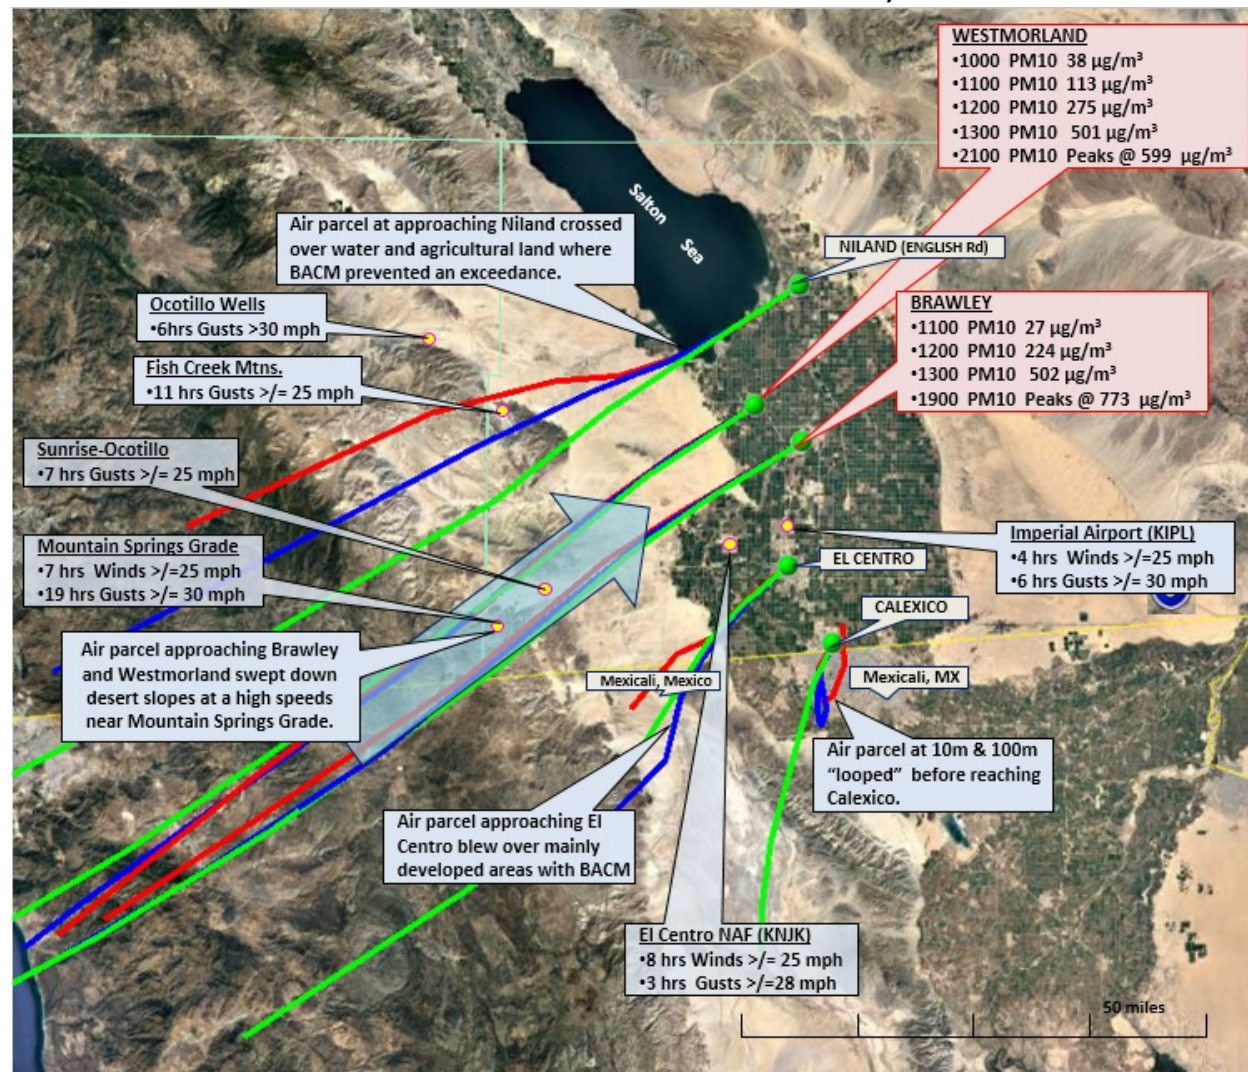 WESTMORLAND
•1000 PM10 38 µg/m³
•1100 PM10 113 µg/m³
•1200 PM10 275 µg/m³
•1300 PM10 501 µg/m³
•2100 PM10 Peaks @ 599 µg/m³
Salton
Sea
Air parcel at approaching Niland crossed
over water and agricultural land where
BACM prevented an exceedance.
NILAND (ENGLISH Rd)
Ocotillo Wells
•6hrs Gusts >30 mph
BRAWLEY
•1100 PM10 27 µg/m³
•1200 PM10 224 µg/m³
•1300 PM10 502 µg/m³
•1900 PM10 Peaks @ 773 µg/m³
Fish Creek Mtns.
•11 hrs Gusts >/= 25 mph
Sunrise-Ocotillo
•7 hrs Gusts >/= 25 mph
Mountain Springs Grade
•7 hrs Winds >/=25 mph
•19 hrs Gusts >/= 30 mph
Imperial Airport (KIPL)
•4 hrs Winds >/=25 mph
•6 hrs Gusts >/= 30 mph
EL CENTRO
CALEXICO
Air parcel approaching Brawley
and Westmorland swept down
desert slopes at a high speeds
near Mountain Springs Grade.
Mexicali, Mexico
Mexicali, MX
Air parcel at 10m & 100m
“looped” before reaching
Calexico.
Air parcel approaching El
Centro blew over mainly
developed areas with BACM
El Centro NAF (KNJK)
•8 hrs Winds >/= 25 mph
•3 hrs Gusts >/=28 mph
50 miles